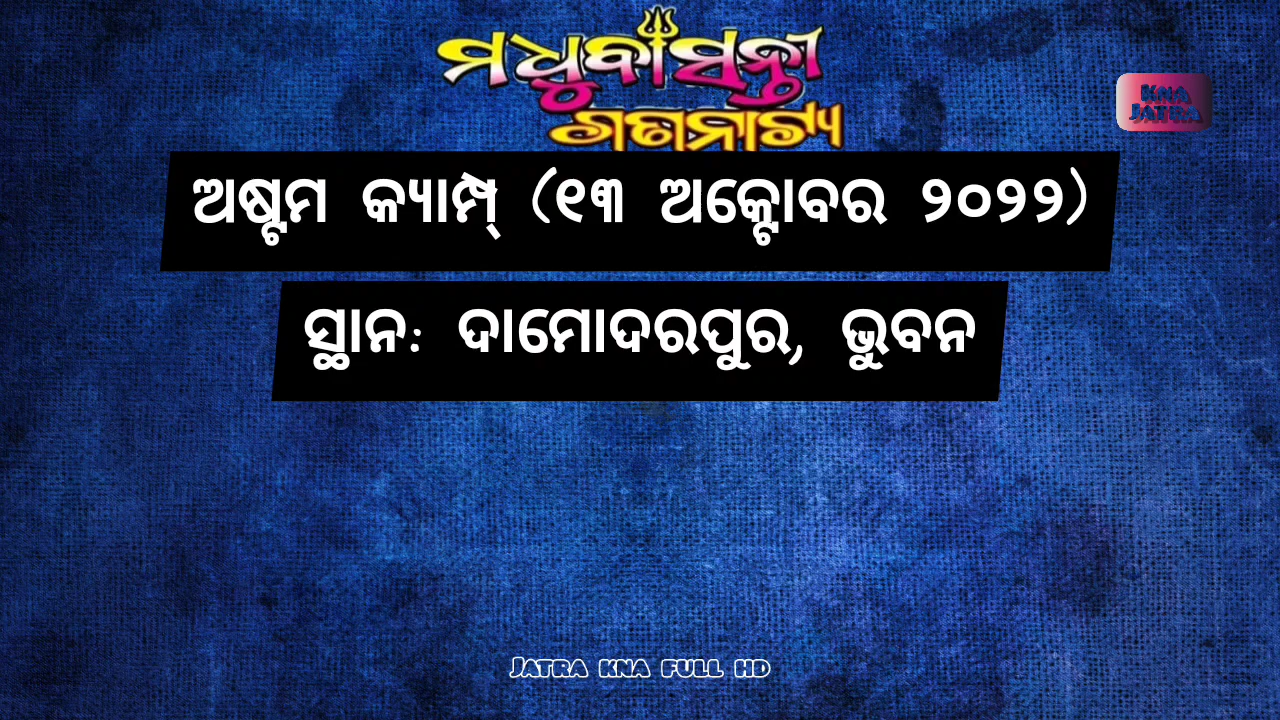 ମଧୁବାସନ୍ତୀ
ଗଣନାଟ୍ୟ
KNA
JATRA
ଅଷ୍ଟମ କ୍ୟାମ୍ପ୍ (୧୩ ଅକ୍ଟୋବର ୨୦୨୨)
ସ୍ଥାନ: ଦାମୋଦରପୁର, ଭୁବନ
JATRA KNA FULL HD